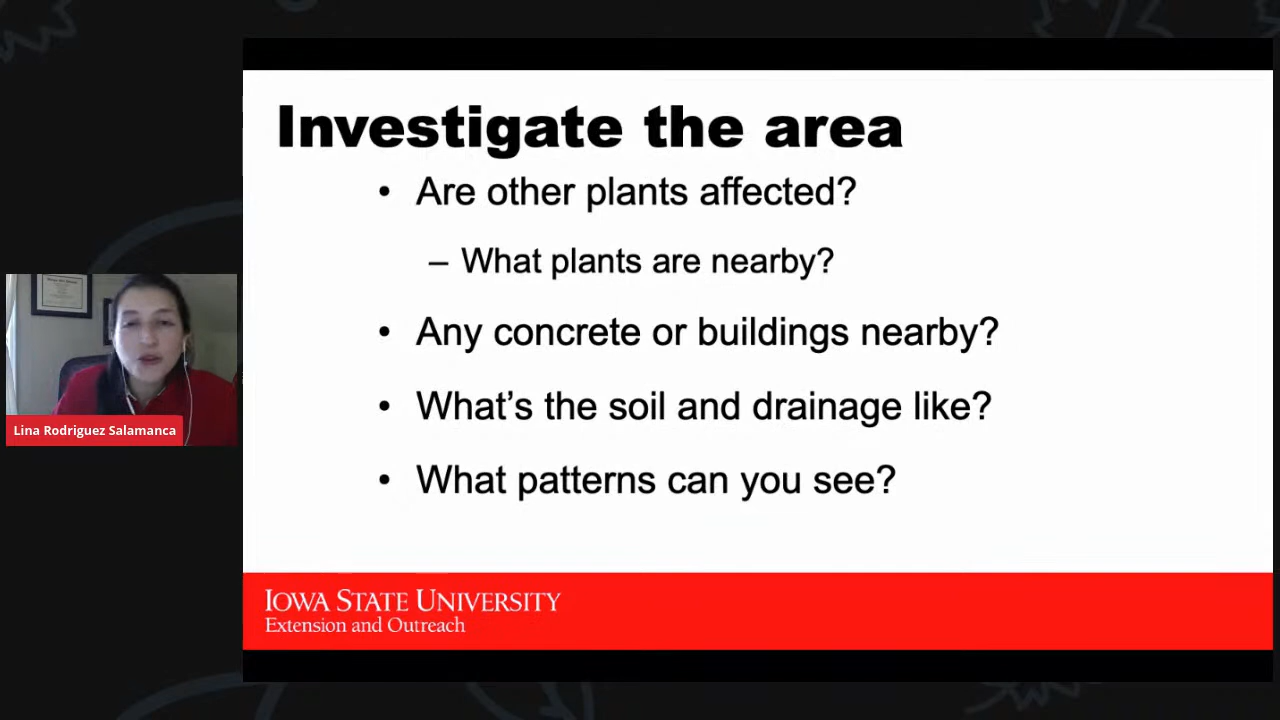 Investigate the area
• Are other plants affected?
– What plants are nearby?
• Any concrete or buildings nearby?
• What’s the soil and drainage like?
• What patterns can you see?
Lina Rodriguez Salamanca
IOWA STATE UNIVERSITY
Extension and Outreach